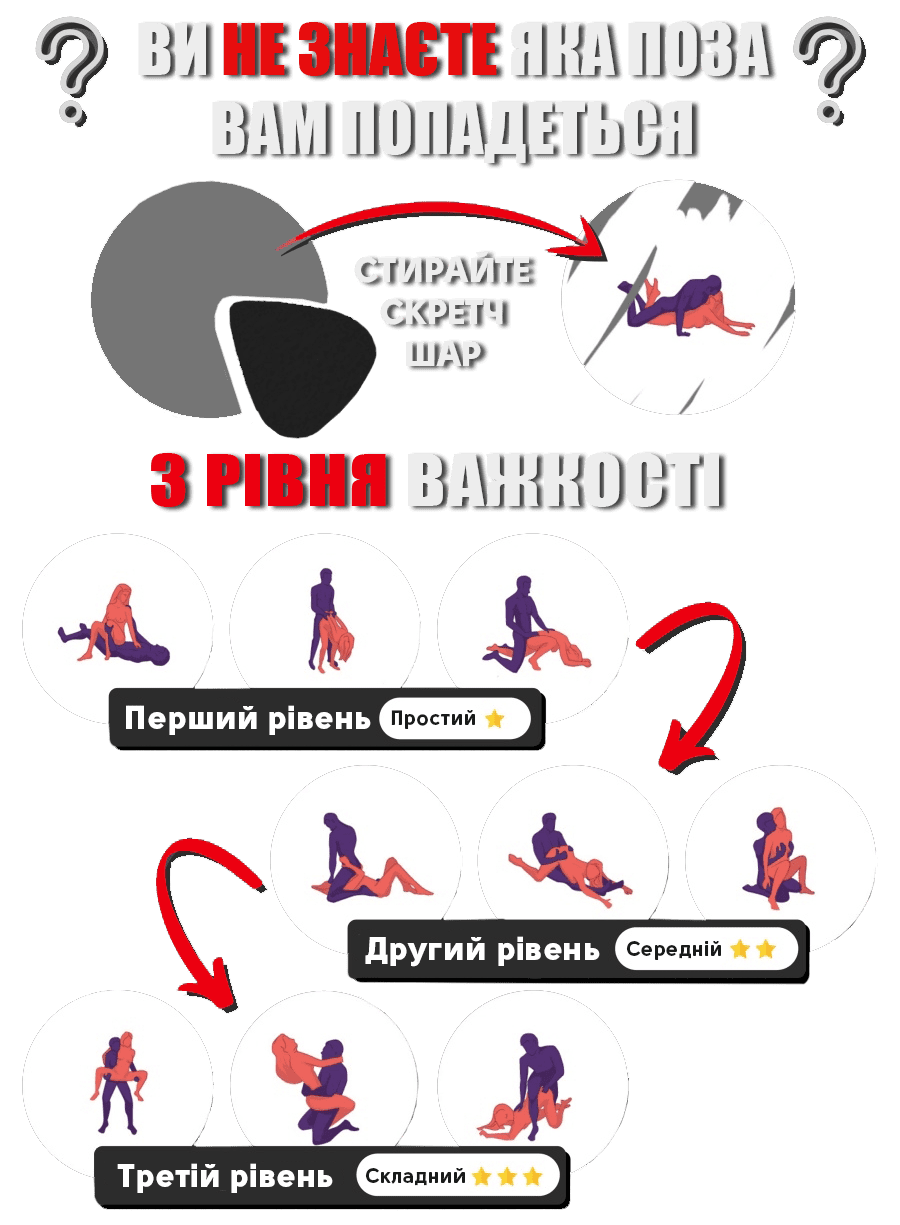 ВИ НЕ ЗНАЄТЕ ЯКА ПОЗА
ВАМ ПОПАДЕТЬСЯ
СТИРАЙТЕ
СКРЕТЧ
ШАР
3 РІВНЯ ВАЖКОСТІ
Перший рівень Простий
Другий рівень Середній
Третій рівень Складний